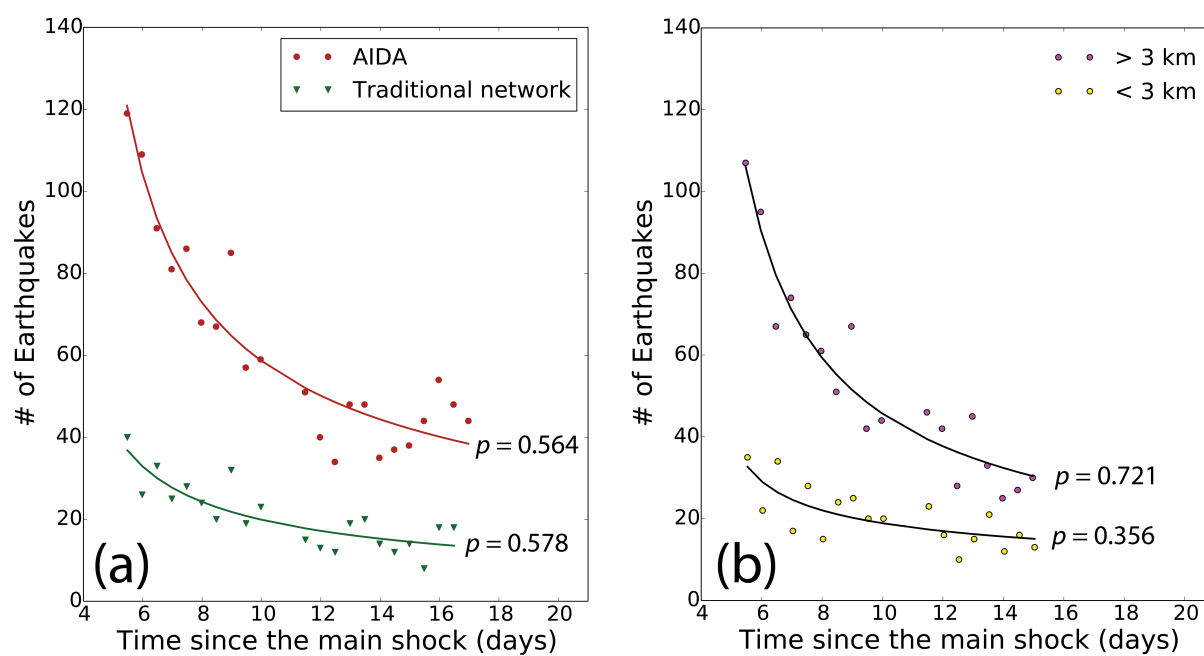 140
120
100
80
60
40
20
0
# of Earthquakes
AIDA
Traditional network
p = 0.564
p = 0.578
(a)
4 6 8 10 12 14 16 18 20
Time since the main shock (days)
140
120
100
80
60
40
20
0
# of Earthquakes
> 3 km
< 3 km
p = 0.721
p = 0.356
(b)
4 6 8 10 12 14 16 18 20
Time since the main shock (days)